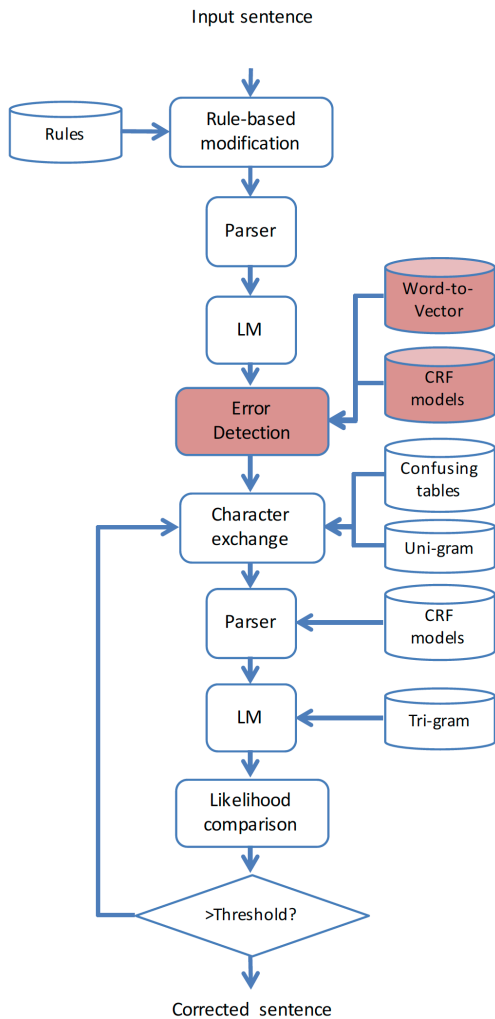 Input sentence
Rules
Rule-based
modification
Parser
Word-to-
Vector
LM
CRF
models
Error
Detection
Confusing
tables
Character
exchange
Uni-gram
Parser
CRF
models
LM
Tri-gram
Likelihood
comparison
>Threshold?
Corrected sentence